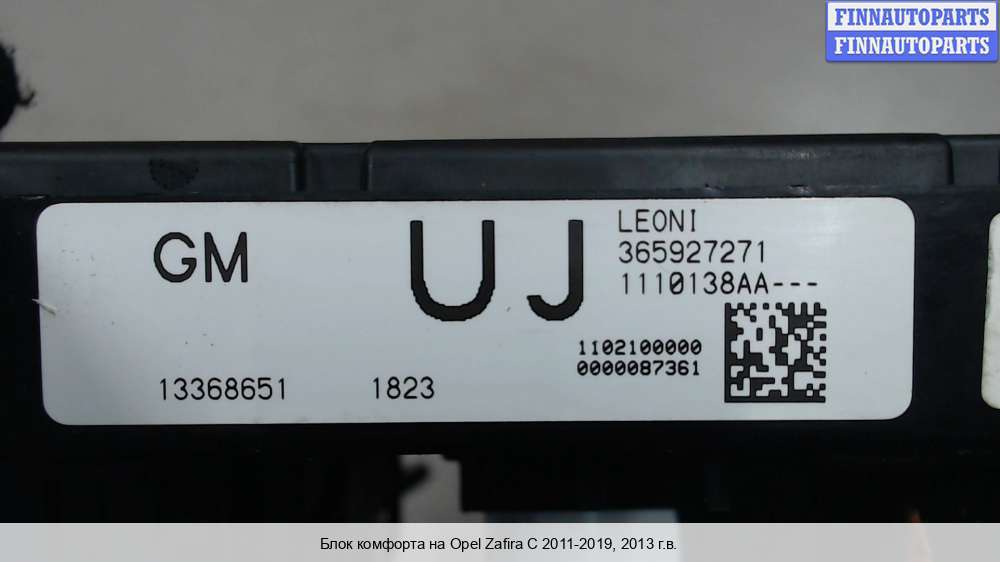 FINNAUTOPARTS
FINNAUTOPARTS
GM
UJ
LEONI
365927271
1110138AA---
1102100000
0000087361
13368651 1823
Блок комфорта на Opel Zafira C 2011-2019, 2013 г.в.